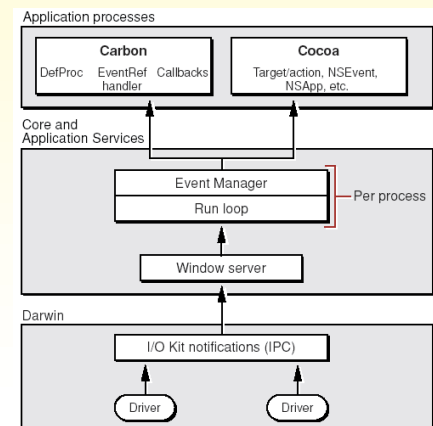 Application processes
Carbon
DefProc EventRef Callbacks
handler
Cocoa
Target/action, NSEvent,
NSApp, etc.
Core and
Application Services
Event Manager
Run loop
Per process
Window server
Darwin
I/O Kit notifications (IPC)
Driver
Driver